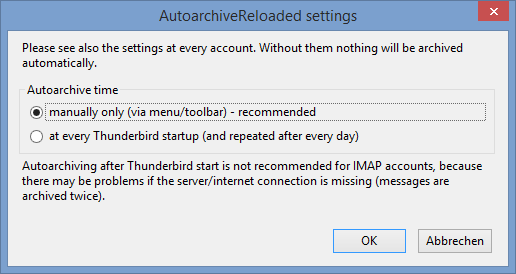 AutoarchiveReloaded settings
Please see also the settings at every account. Without them nothing will be archived
automatically.
Autoarchive time
manually only (via menu/toolbar) - recommended
at every Thunderbird startup (and repeated after every day)
Autoarchiving after Thunderbird start is not recommended for IMAP accounts, because
there may be problems if the server/internet connection is missing (messages are
archived twice).
OK
Abbrechen